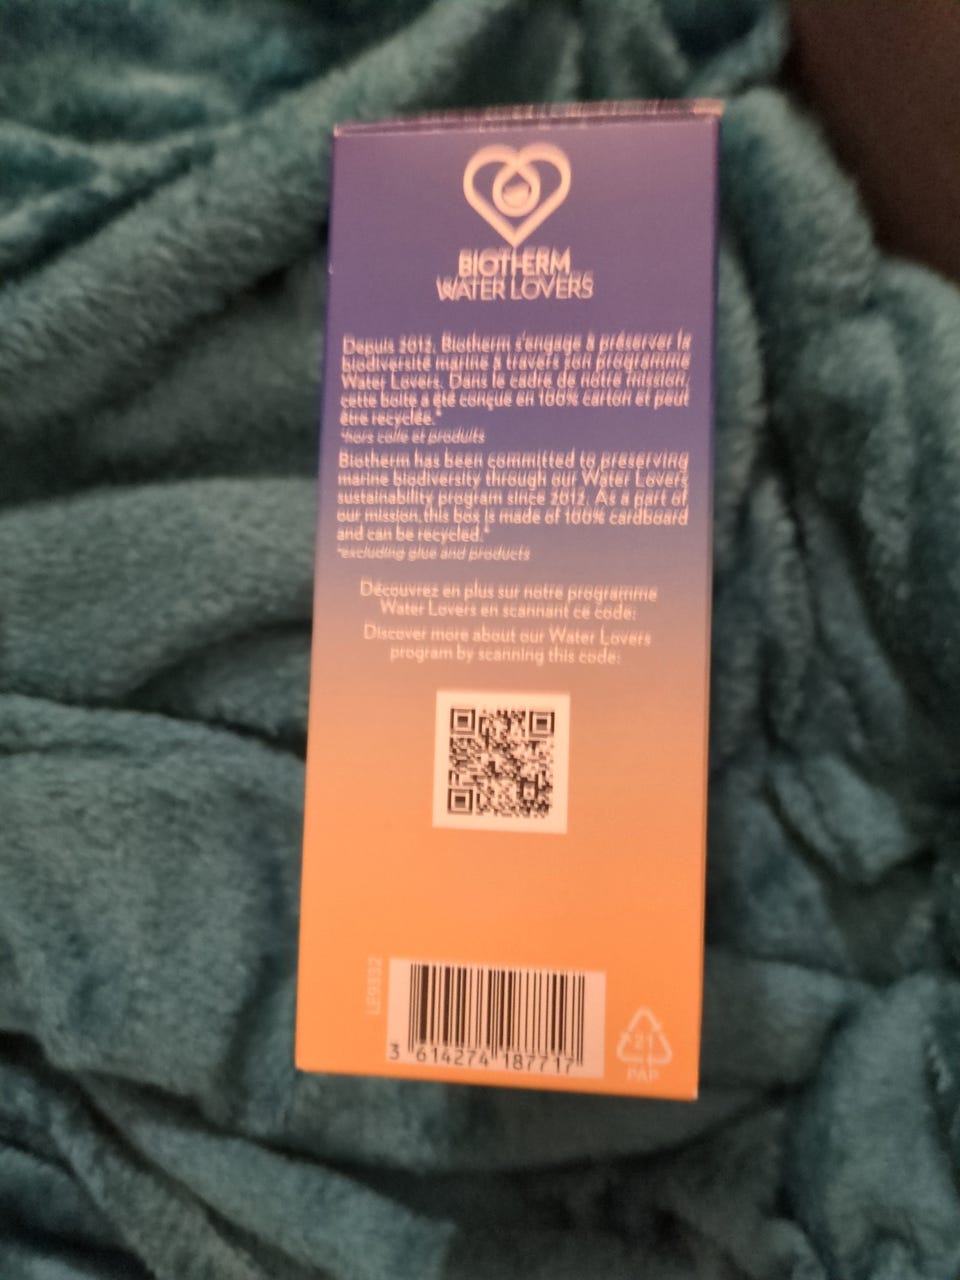 BIOTHERM
WATER LOVERS
Depuis 2012, Biotherm s'engage à préserver la
biodiversité marine à travers son programme
Water Lovers. Dans le cadre de notre mission,
cette boite a été conçue en 100% carton et peut
être recyclée.*
*hors colle et produits
Biotherm has been committed to preserving
marine biodiversity through our Water Lovers
sustainability program since 2012. As a part of
our mission, this box is made of 100% cardboard
and can be recycled.*
*excluding glue and products
Découvrez en plus sur notre programme
Water Lovers en scannant ce code:
Discover more about our Water Lovers
program by scanning this code:
LF9332
3 614274 187717
21
PAP